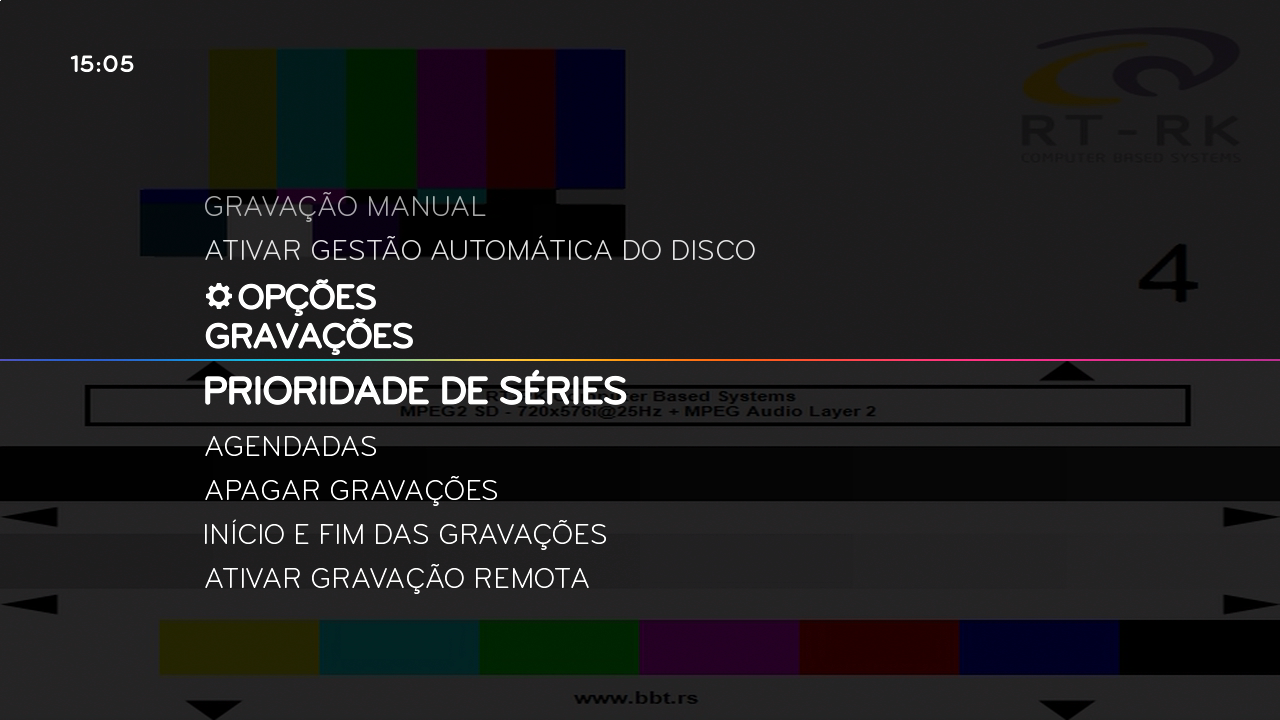 15:05
RT-RK
COMPUTER BASED SYSTEMS
GRAVAÇÃO MANUAL
ATIVAR GESTÃO AUTOMÁTICA DO DISCO
4
OPÇÕES
GRAVAÇÕES
PRIORIDADE DE SÉRIES
Based Systems
MPEG2 SD - 720x576i@25Hz + MPEG Audio Layer 2
AGENDADAS
APAGAR GRAVAÇÕES
INÍCIO E FIM DAS GRAVAÇÕES
ATIVAR GRAVAÇÃO REMOTA
www.bbt.rs